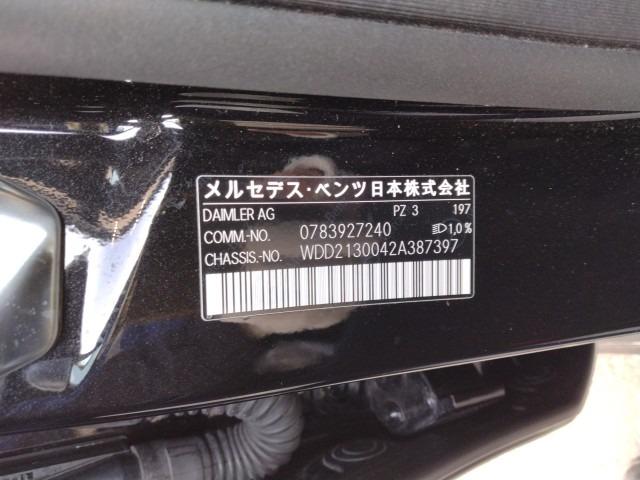 メルセデス・ベンツ日本株式会社
DAIMLER AG PZ 3 197
COMM.-NO. 0783927240 1,0%
CHASSIS.-NO. WDD2130042A387397